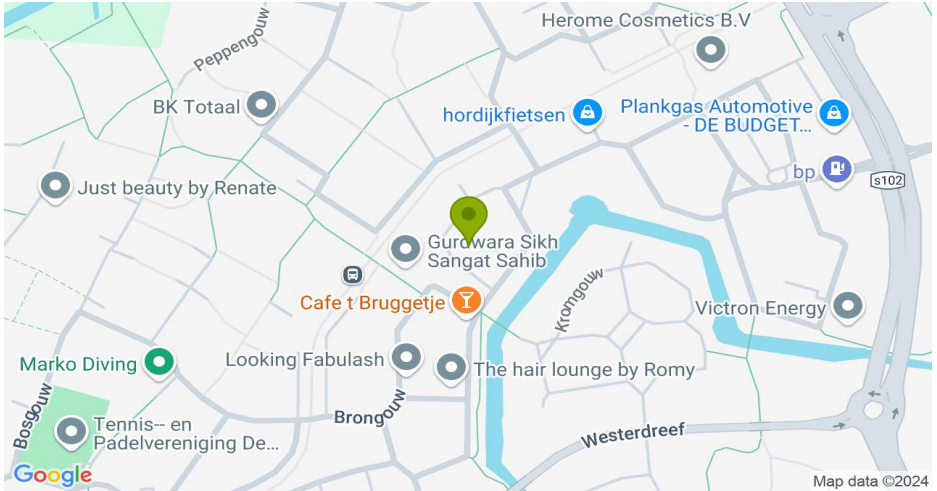 Herome Cosmetics B.V
Peppengouw
BK Totaal
hordijkfietsen
Plankgas Automotive
- DE BUDGET...
bp
s102
Just beauty by Renate
Gurdwara Sikh
Sangat Sahib
Cafe t Bruggetje
Kromgouw
Victron Energy
Marko Diving
Looking Fabulash
The hair lounge by Romy
Bosgouw
Brongouw
Tennis-- en
Padelvereniging De...
Westerdreef
Google
Map data ©2024